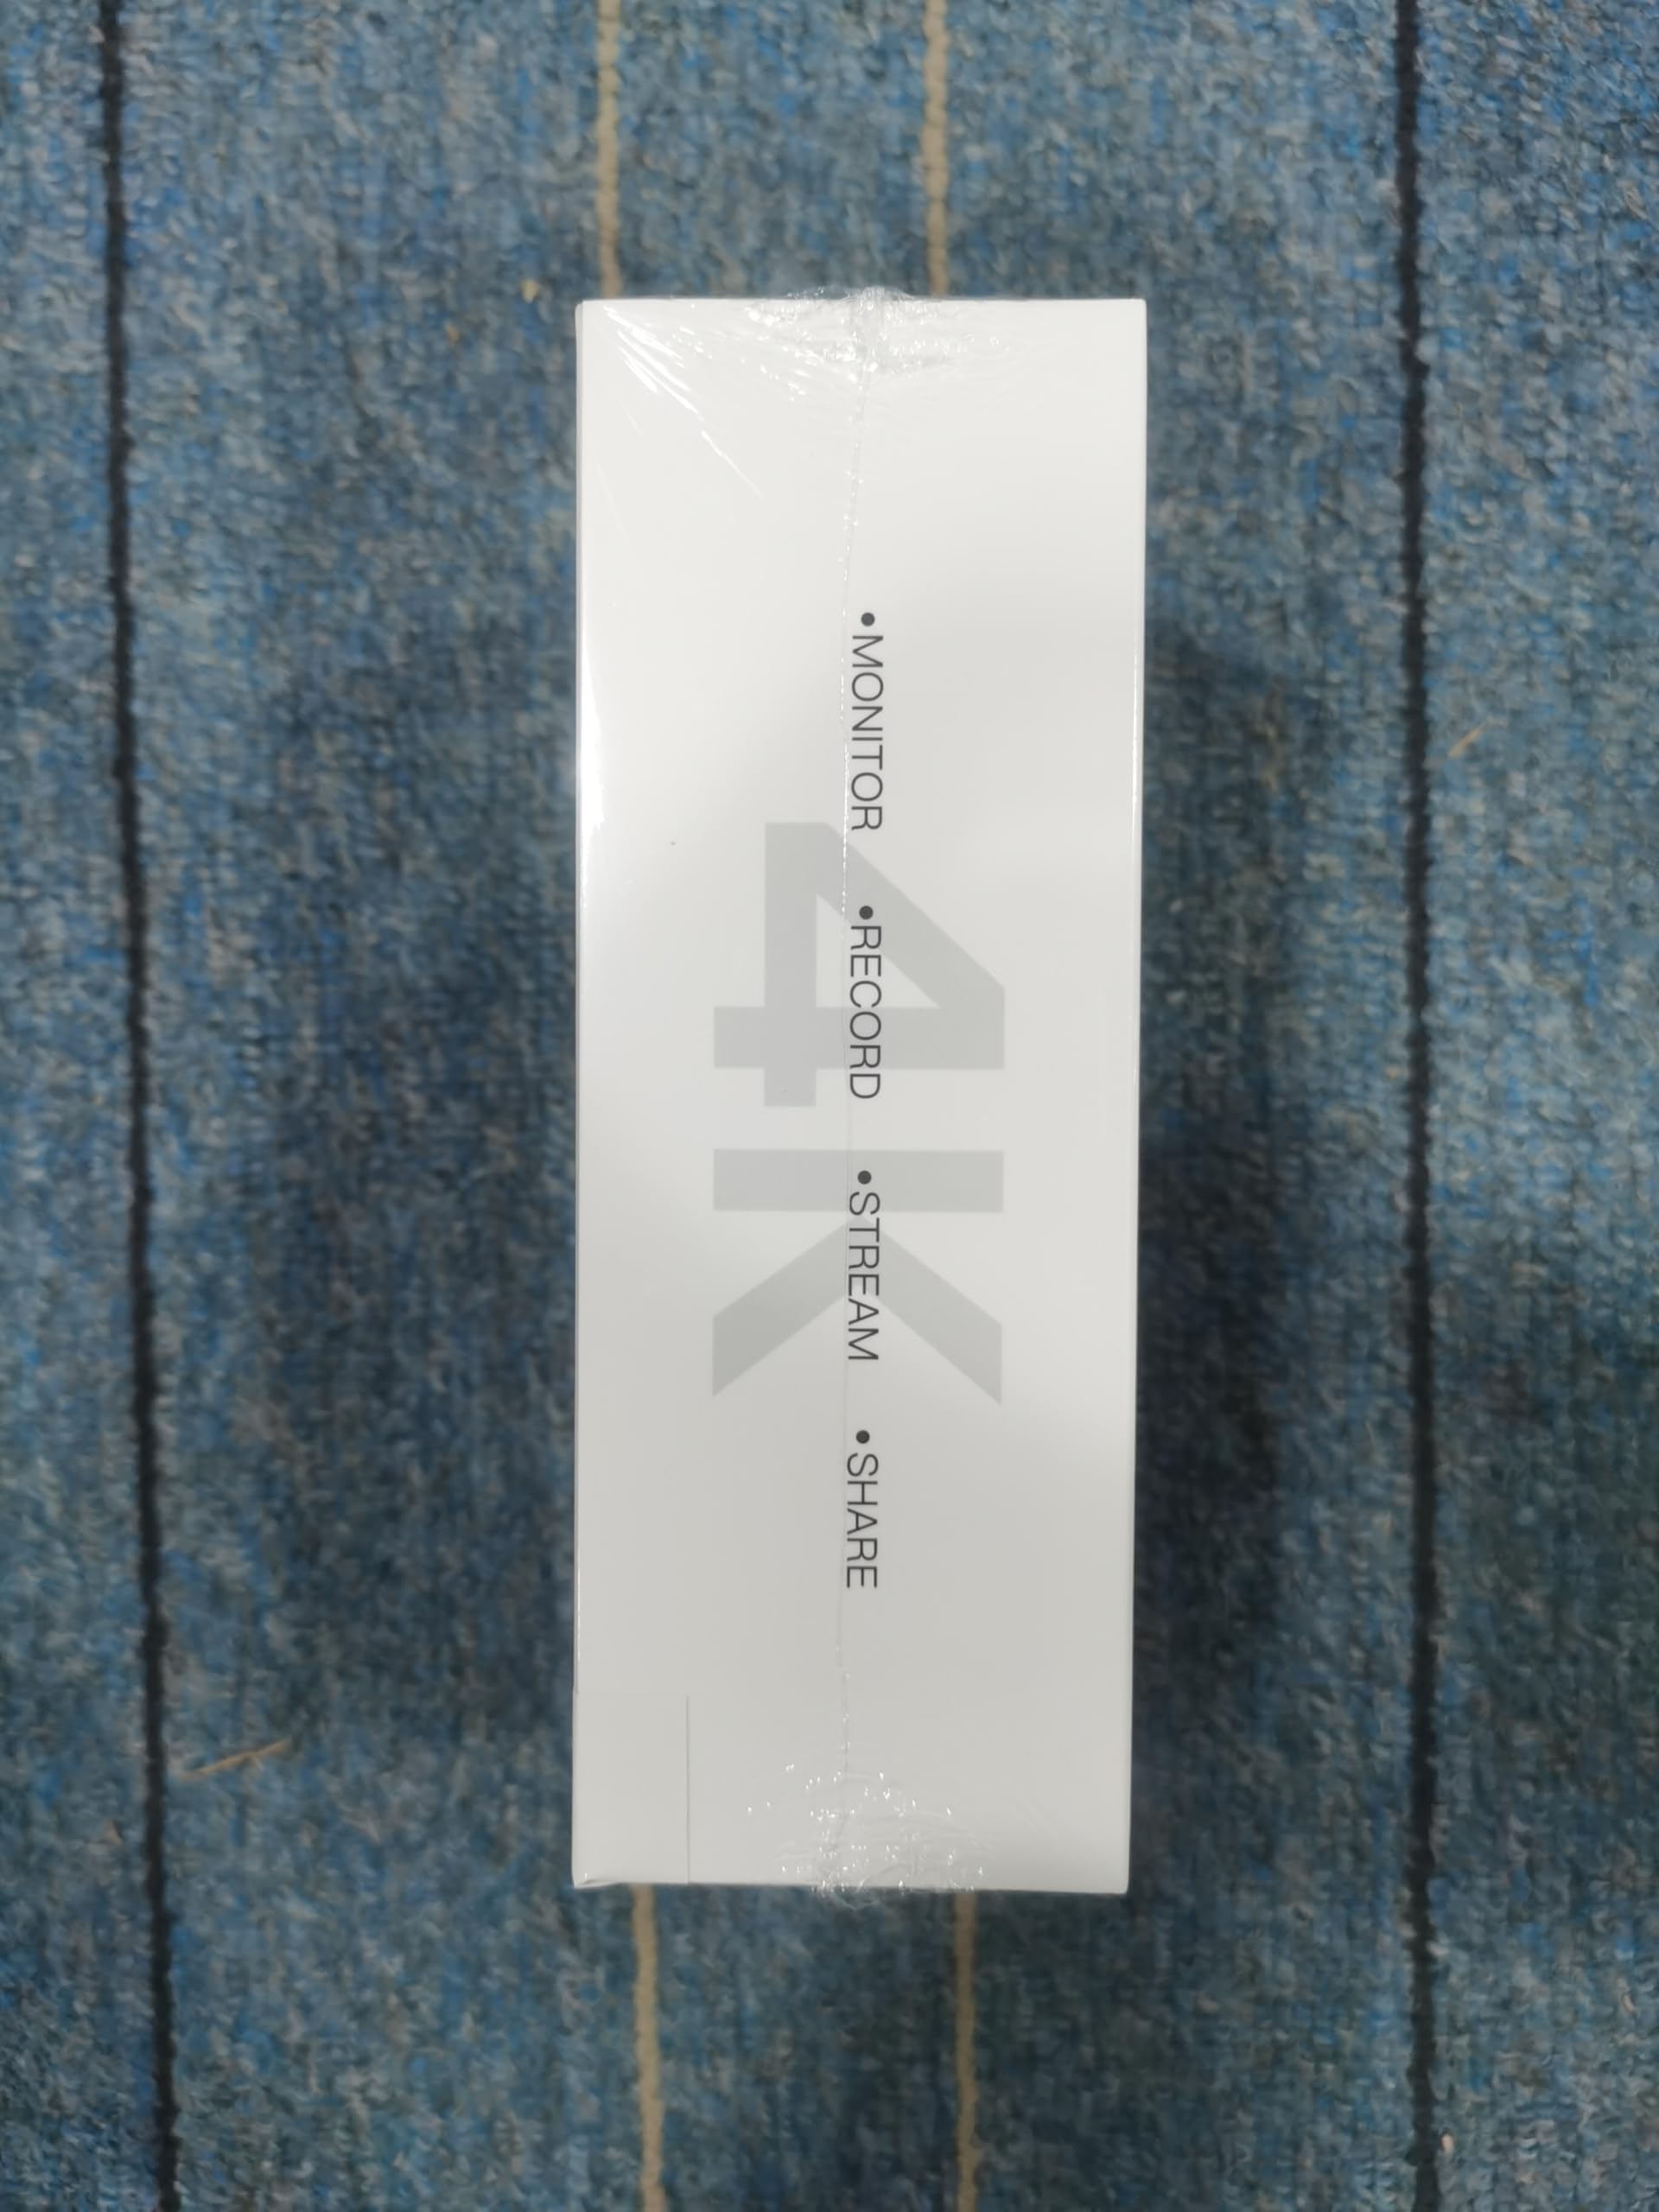 •MONITOR •RECORD •STREAM •SHARE
4K